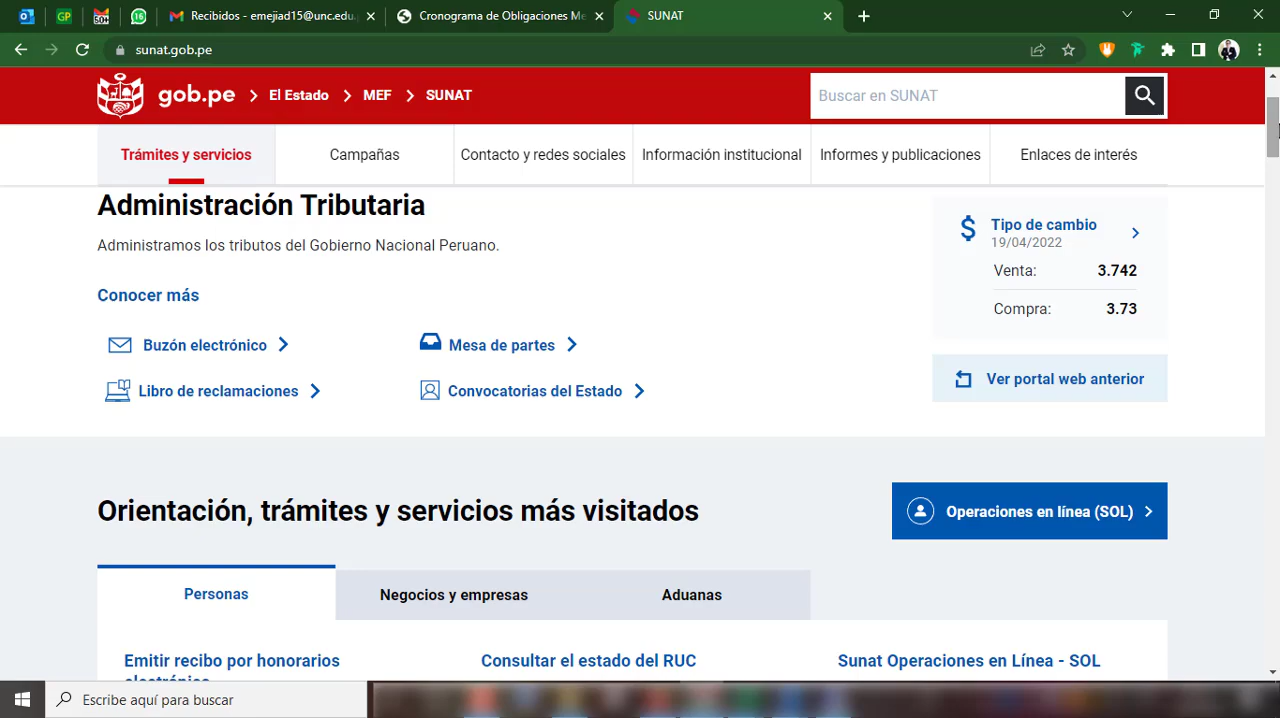 GP
50+
16
Recibidos - emejiad15@unc.edu.
Cronograma de Obligaciones Me
SUNAT
sunat.gob.pe
gob.pe > El Estado > MEF > SUNAT
Buscar en SUNAT
Trámites y servicios
Campañas
Contacto y redes sociales
Información institucional
Informes y publicaciones
Enlaces de interés
Administración Tributaria
Administramos los tributos del Gobierno Nacional Peruano.
Conocer más
Buzón electrónico
Mesa de partes
Libro de reclamaciones
Convocatorias del Estado
Tipo de cambio
19/04/2022
Venta: 3.742
Compra: 3.73
Ver portal web anterior
Orientación, trámites y servicios más visitados
Operaciones en línea (SOL)
Personas
Negocios y empresas
Aduanas
Emitir recibo por honorarios
electrónico
Consultar el estado del RUC
Sunat Operaciones en Línea - SOL
Escribe aquí para buscar